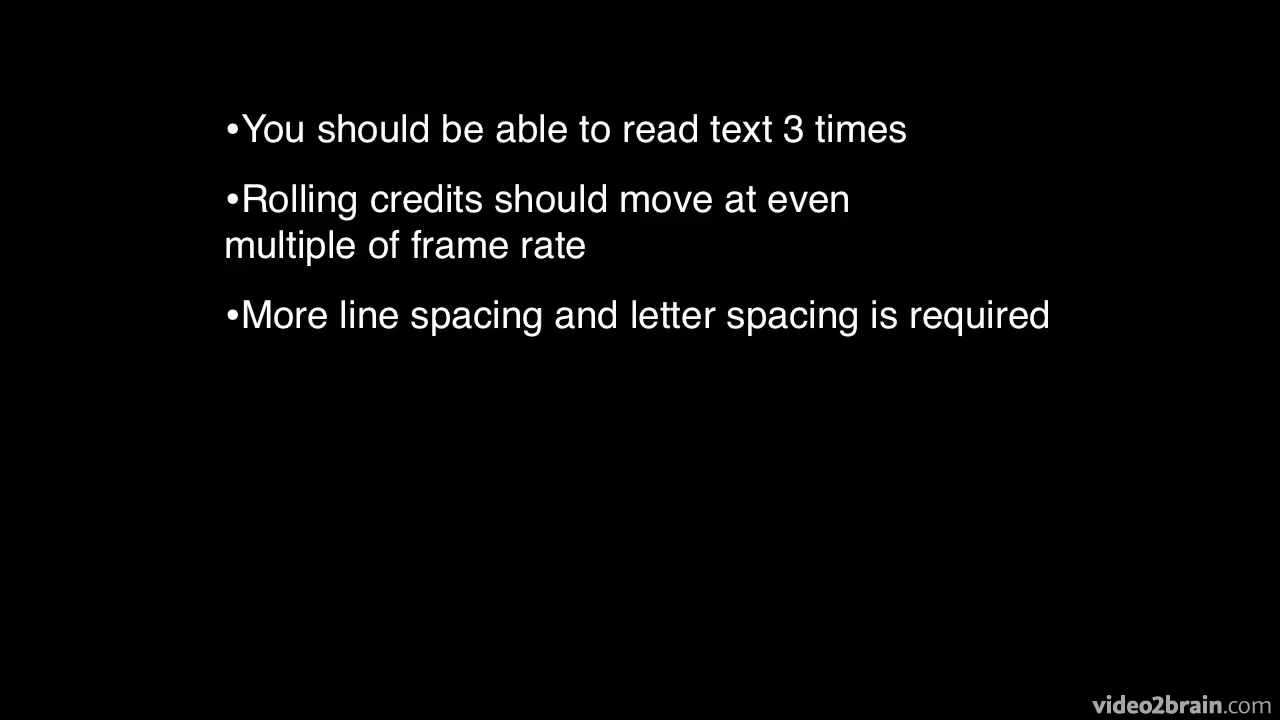 •You should be able to read text 3 times
•Rolling credits should move at even
multiple of frame rate
•More line spacing and letter spacing is required
video2brain.com